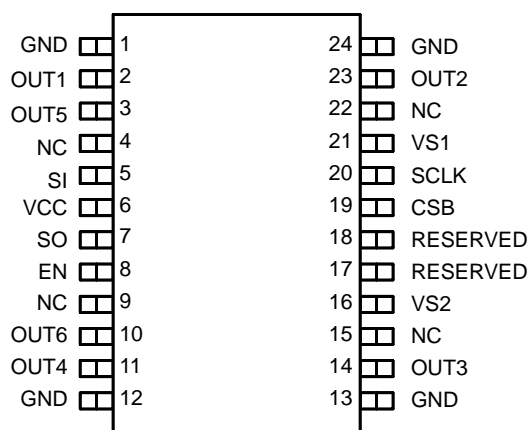 GND 1 24 GND
OUT1 2 23 OUT2
OUT5 3 22 NC
NC 4 21 VS1
SI 5 20 SCLK
VCC 6 19 CSB
SO 7 18 RESERVED
EN 8 17 RESERVED
NC 9 16 VS2
OUT6 10 15 NC
OUT4 11 14 OUT3
GND 12 13 GND